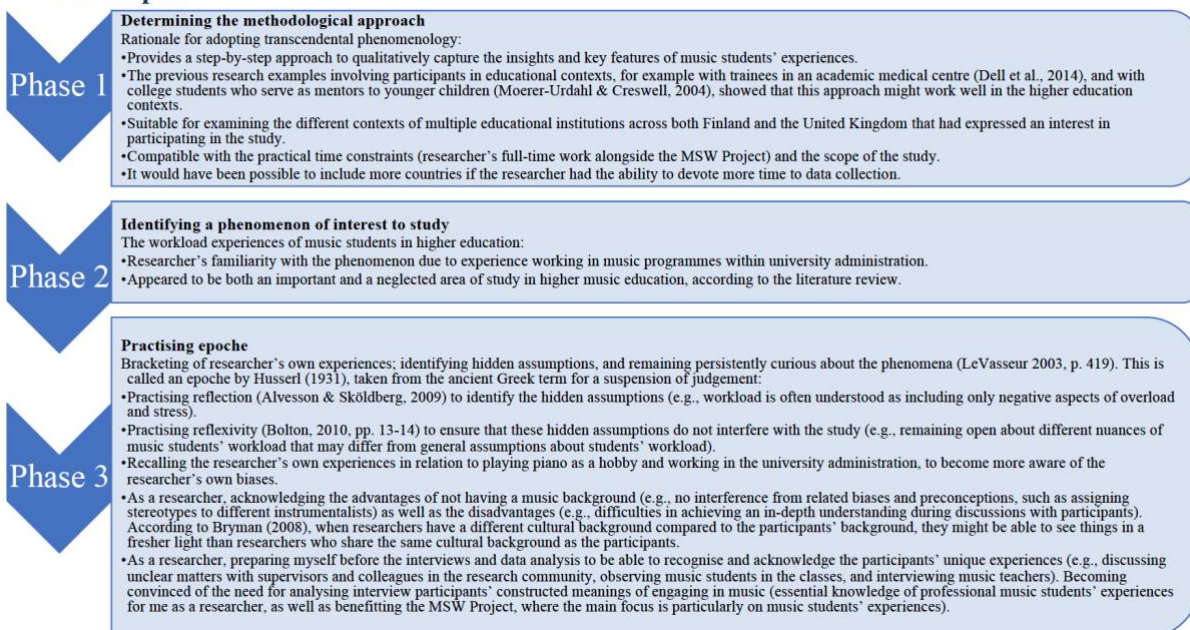 Determining the methodological approach
Rationale for adopting transcendental phenomenology:
•Provides a step-by-step approach to qualitatively capture the insights and key features of music students' experiences.
•The previous research examples involving participants in educational contexts, for example with trainees in an academic medical centre (Dell et al., 2014), and with
college students who serve as mentors to younger children (Moerer-Urdahl & Creswell, 2004), showed that this approach might work well in the higher education
contexts.
•Suitable for examining the different contexts of multiple educational institutions across both Finland and the United Kingdom that had expressed an interest in
participating in the study.
•Compatible with the practical time constraints (researcher's full-time work alongside the MSW Project) and the scope of the study.
•It would have been possible to include more countries if the researcher had the ability to devote more time to data collection.
Phase 1
Identifying a phenomenon of interest to study
The workload experiences of music students in higher education:
•Researcher's familiarity with the phenomenon due to experience working in music programmes within university administration.
•Appeared to be both an important and a neglected area of study in higher music education, according to the literature review.
Phase 2
Practising epoche
Bracketing of researcher's own experiences; identifying hidden assumptions, and remaining persistently curious about the phenomena (LeVasseur 2003, p. 419). This is
called an epoche by Husserl (1931), taken from the ancient Greek term for a suspension of judgement:
•Practising reflection (Alvesson & Sköldberg, 2009) to identify the hidden assumptions (e.g., workload is often understood as including only negative aspects of overload
and stress).
•Practising reflexivity (Bolton, 2010, pp. 13-14) to ensure that these hidden assumptions do not interfere with the study (e.g., remaining open about different nuances of
music students' workload that may differ from general assumptions about students' workload).
•Recalling the researcher's own experiences in relation to playing piano as a hobby and working in the university administration, to become more aware of the
researcher's own biases.
•As a researcher, acknowledging the advantages of not having a music background (e.g., no interference from related biases and preconceptions, such as assigning
stereotypes to different instrumentalists) as well as the disadvantages (e.g., difficulties in achieving an in-depth understanding during discussions with participants).
According to Bryman (2008), when researchers have a different cultural background compared to the participants' background, they might be able to see things in a
fresher light than researchers who share the same cultural background as the participants.
•As a researcher, preparing myself before the interviews and data analysis to be able to recognise and acknowledge the participants' unique experiences (e.g., discussing
unclear matters with supervisors and colleagues in the research community, observing music students in the classes, and interviewing music teachers). Becoming
convinced of the need for analysing interview participants' constructed meanings of engaging in music (essential knowledge of professional music students' experiences
for me as a researcher, as well as benefitting the MSW Project, where the main focus is particularly on music students' experiences).
Phase 3